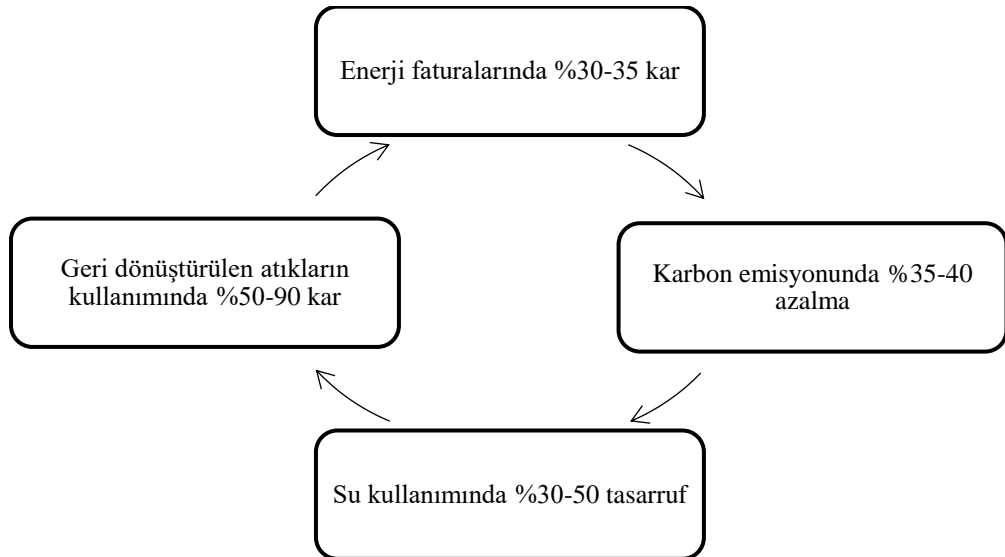 Enerji faturalarında %30-35 kar
Geri dönüştürülen atıkların
kullanımında %50-90 kar
Karbon emisyonunda %35-40
azalma
Su kullanımında %30-50 tasarruf